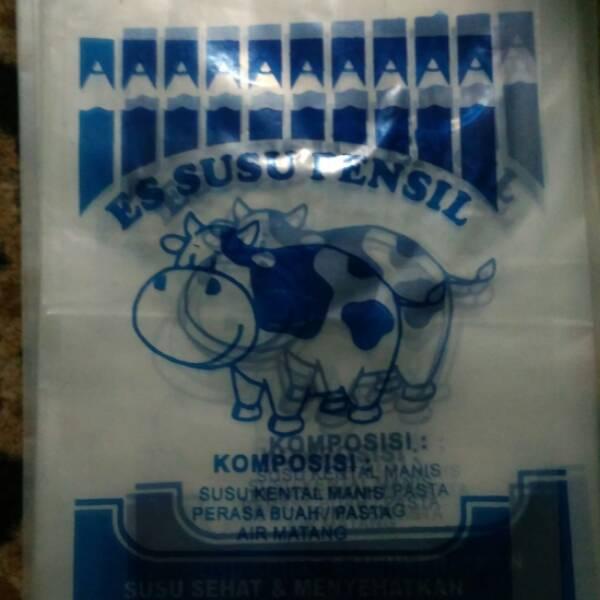 ES SUSU PENSIL
KOMPOSISI :
SUSU KENTAL MANIS
PERASA BUAH / PASTA
AIR MATANG
SUSU SEHAT & MENYEHATKAN